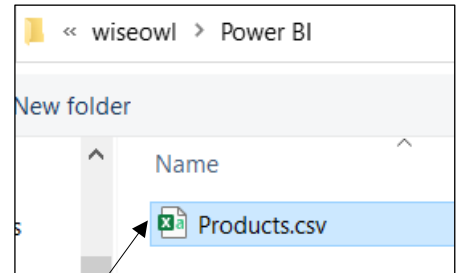 « wiseowl > Power BI
New folder
Name
s
Products.csv